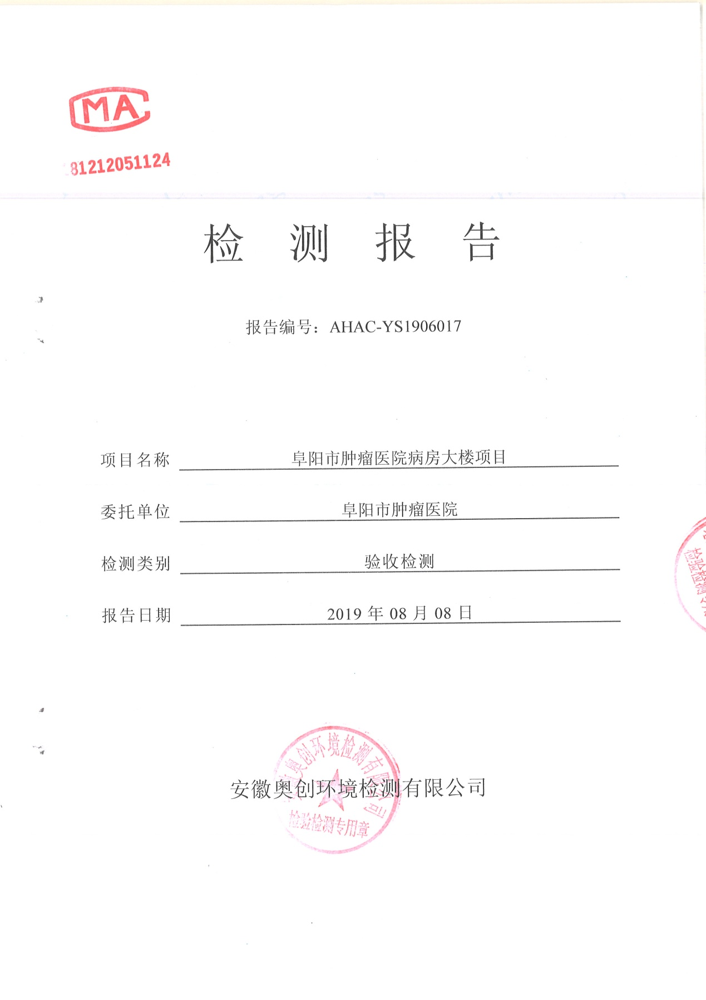 MA
81212051124
检测报告
报告编号：AHAC-YS1906017
项目名称 阜阳市肿瘤医院病房大楼项目
委托单位 阜阳市肿瘤医院
检测类别 验收检测
报告日期 2019 年 08 月 08 日
奥创环境检测有限公司
安徽奥创环境检测有限公司
检验检测专用章
检验检测